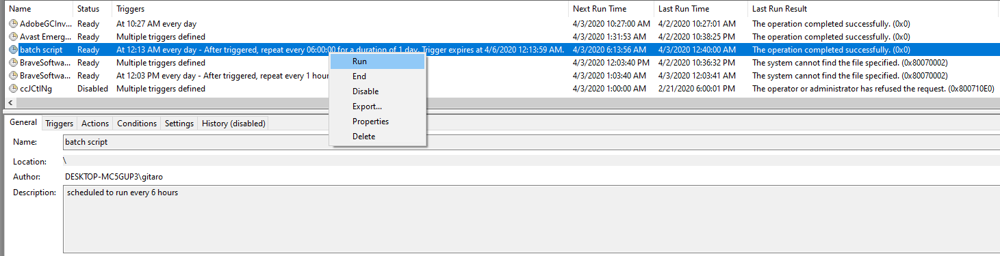 Name Status Triggers Next Run Time Last Run Time Last Run Result
AdobeGCInv... Ready At 10:27 AM every day 4/3/2020 10:27:00 AM 4/2/2020 10:27:01 AM The operation completed successfully. (0x0)
Avast Emerg... Ready Multiple triggers defined 4/3/2020 1:31:53 AM 4/2/2020 10:38:25 PM The operation completed successfully. (0x0)
batch script Ready At 12:13 AM every day - After triggered, repeat every 06:00:00 for a duration of 1 day. Trigger expires at 4/6/2020 12:13:59 AM. 4/3/2020 6:13:56 AM 4/3/2020 12:40:00 AM The operation completed successfully. (0x0)
BraveSoftwa... Ready Multiple triggers defined 4/3/2020 12:03:40 PM 4/2/2020 10:36:32 PM The system cannot find the file specified. (0x80070002)
BraveSoftwa... Ready At 12:03 PM every day - After triggered, repeat every 1 hour 4/3/2020 1:03:40 AM 4/3/2020 12:03:41 AM The system cannot find the file specified. (0x80070002)
ccJCtlNg Disabled Multiple triggers defined 4/3/2020 1:00:00 AM 2/21/2020 6:00:01 PM The operator or administrator has refused the request. (0x800710E0)
Run
End
Disable
Export...
Properties
Delete
General Triggers Actions Conditions Settings History (disabled)
Name: batch script
Location: \
Author: DESKTOP-MC5GUP3\gitaro
Description: scheduled to run every 6 hours